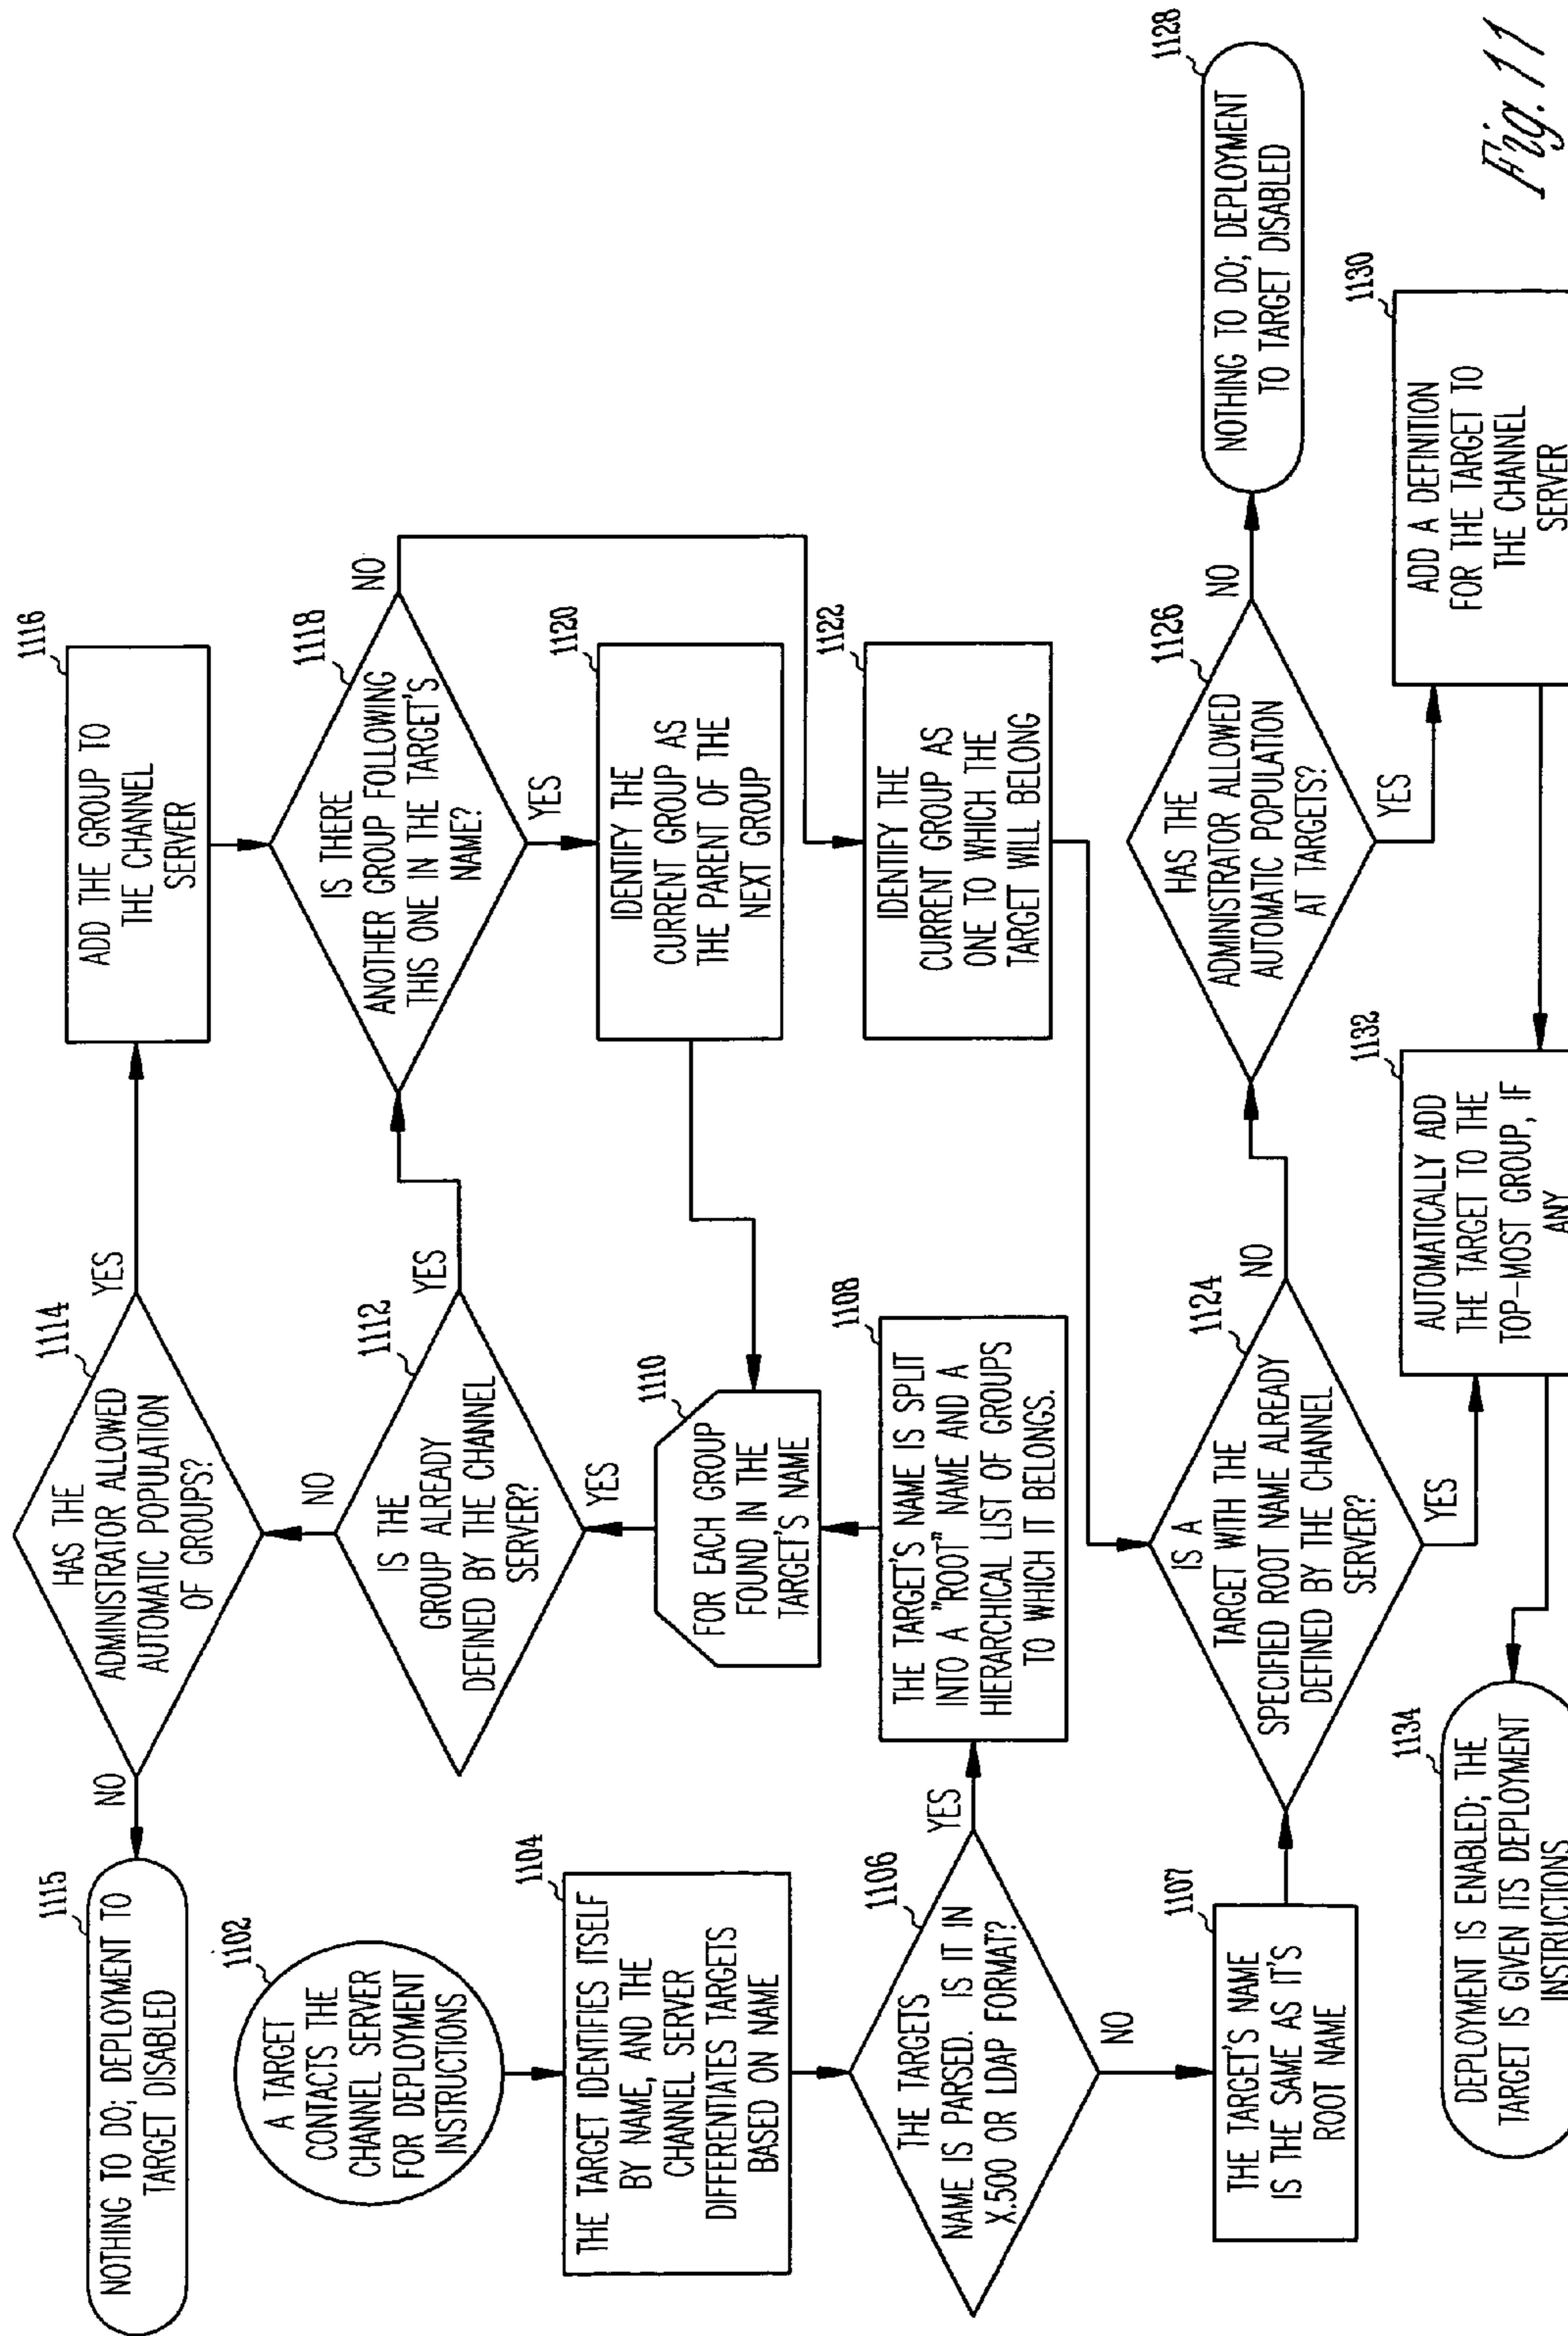 1115
NOTHING TO DO; DEPLOYMENT TO
TARGET DISABLED
NO
1114
HAS THE
ADMINISTRATOR ALLOWED
AUTOMATIC POPULATION
OF GROUPS?
YES
1116
ADD THE GROUP TO
THE CHANNEL
SERVER
1102
A TARGET
CONTACTS THE
CHANNEL SERVER
FOR DEPLOYMENT
INSTRUCTIONS
NO
1112
IS THE
GROUP ALREADY
DEFINED BY THE CHANNEL
SERVER?
YES
YES
1118
IS THERE
ANOTHER GROUP FOLLOWING
THIS ONE IN THE TARGET'S
NAME?
NO
YES
1104
THE TARGET IDENTIFIES ITSELF
BY NAME, AND THE
CHANNEL SERVER
DIFFERENTIATES TARGETS
BASED ON NAME
1110
FOR EACH GROUP
FOUND IN THE
TARGET'S NAME
1120
IDENTIFY THE
CURRENT GROUP AS
THE PARENT OF THE
NEXT GROUP
1106
THE TARGETS
NAME IS PARSED. IS IT IN
X.500 OR LDAP FORMAT?
YES
NO
1108
THE TARGET'S NAME IS SPLIT
INTO A "ROOT" NAME AND A
HIERARCHICAL LIST OF GROUPS
TO WHICH IT BELONGS.
1122
IDENTIFY THE
CURRENT GROUP AS
ONE TO WHICH THE
TARGET WILL BELONG
1107
THE TARGET'S NAME
IS THE SAME AS IT'S
ROOT NAME
1124
IS A
TARGET WITH THE
SPECIFIED ROOT NAME ALREADY
DEFINED BY THE CHANNEL
SERVER?
NO
YES
1126
HAS THE
ADMINISTRATOR ALLOWED
AUTOMATIC POPULATION
AT TARGETS?
NO
YES
1128
NOTHING TO DO; DEPLOYMENT
TO TARGET DISABLED
1134
DEPLOYMENT IS ENABLED; THE
TARGET IS GIVEN ITS DEPLOYMENT
INSTRUCTIONS
1132
AUTOMATICALLY ADD
THE TARGET TO THE
TOP-MOST GROUP, IF
ANY
1130
ADD A DEFINITION
FOR THE TARGET TO
THE CHANNEL
SERVER
Fig. 11